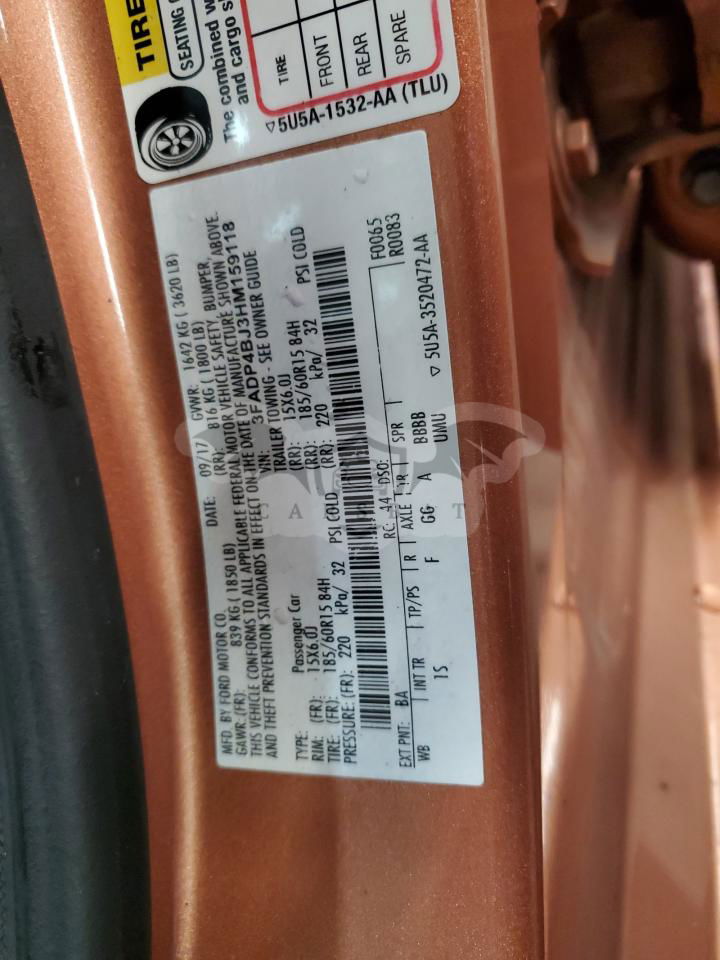 TIRE
SEATING
The combined w
and cargo s
TIRE
FRONT
REAR
SPARE
5U5A-1532-AA (TLU)
MFD. BY FORD MOTOR CO.
DATE: 09/17 GVWR: 1642 KG ( 3620 LB)
GAWR: (FR): 839 KG ( 1850 LB) (RR): 816 KG ( 1800 LB)
THIS VEHICLE CONFORMS TO ALL APPLICABLE FEDERAL MOTOR VEHICLE SAFETY, BUMPER,
AND THEFT PREVENTION STANDARDS IN EFFECT ON THE DATE OF MANUFACTURE SHOWN ABOVE.
VIN: 3FADP4BJ3HM159118
TYPE: Passenger Car TRAILER TOWING - SEE OWNER GUIDE
RIM: (FR): 15X6.0J (RR): 15X6.0J
TIRE: (FR): 185/60R15 84H (RR): 185/60R15 84H
PRESSURE: (FR): 220 kPa/ 32 PSI COLD (RR): 220 kPa/ 32 PSI COLD
F0065
EXT PNT: BA RC: 44 DSO: R0083
WB INT TR TP/PS R AXLE TR SPR
1S F GG A BBBB
UMU 5U5A-3520472-AA
CARBET